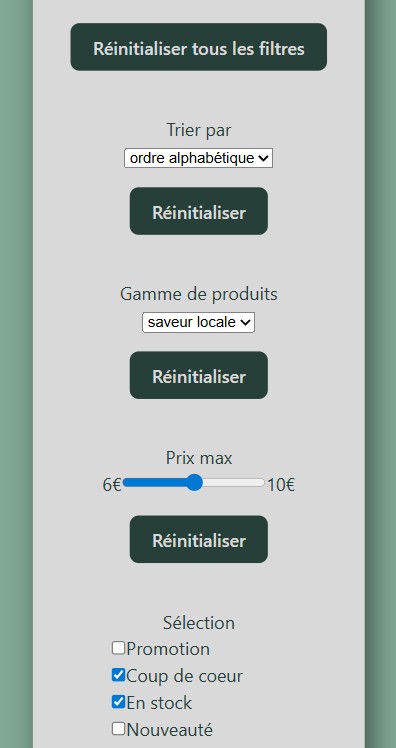 Réinitialiser tous les filtres
Trier par
ordre alphabétique
Réinitialiser
Gamme de produits
saveur locale
Réinitialiser
Prix max
6€ 10€
Réinitialiser
Sélection
Promotion
Coup de coeur
En stock
Nouveauté